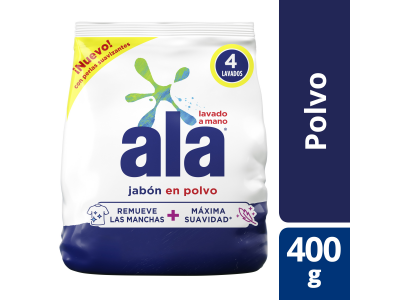 ¡Nuevo!
con perlas suavizantes
4
LAVADOS
lavado
a mano
ala
jabón en polvo
REMUEVE
LAS MANCHAS
+
MÁXIMA
SUAVIDAD*
Polvo
400
g